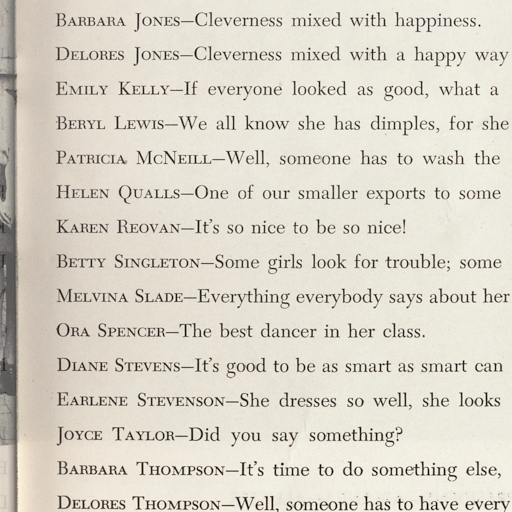 BARBARA JONES—Cleverness mixed with happiness.
DELORES JONES—Cleverness mixed with a happy way
EMILY KELLY—If everyone looked as good, what a
BERYL LEWIS—We all know she has dimples, for she
PATRICIA MCNEILL—Well, someone has to wash the
HELEN QUALLS—One of our smaller exports to some
KAREN REOVAN—It's so nice to be so nice!
BETTY SINGLETON—Some girls look for trouble; some
MELVINA SLADE—Everything everybody says about her
ORA SPENCER—The best dancer in her class.
DIANE STEVENS—It's good to be as smart as smart can
EARLENE STEVENSON—She dresses so well, she looks
JOYCE TAYLOR—Did you say something?
BARBARA THOMPSON—It's time to do something else,
DELORES THOMPSON—Well, someone has to have every